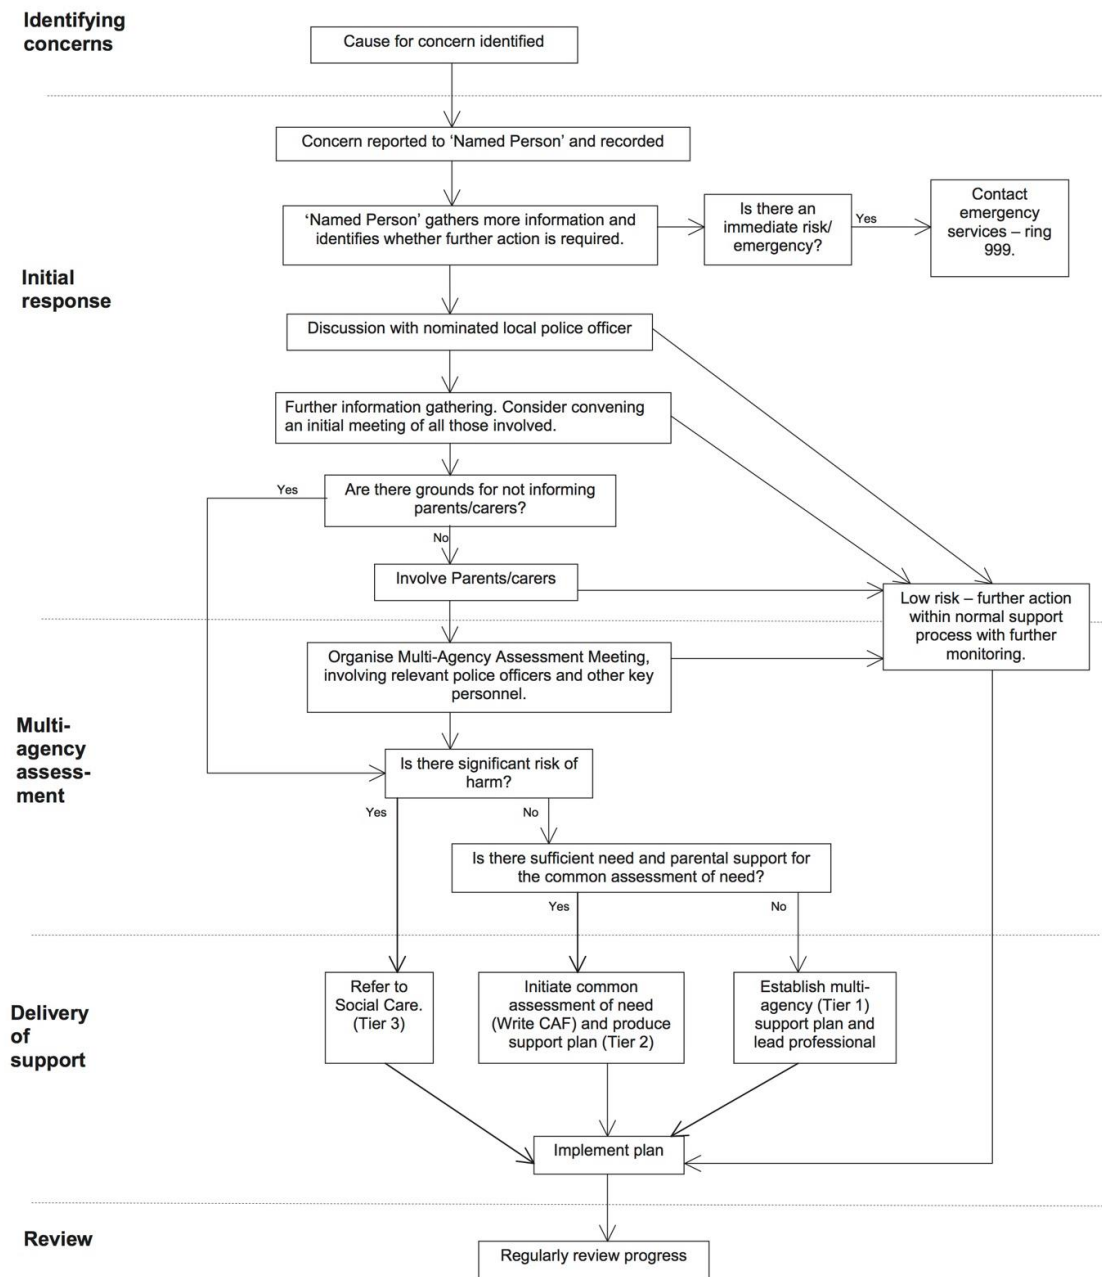 Identifying
concerns
Cause for concern identified
Concern reported to ‘Named Person’ and recorded
‘Named Person’ gathers more information and
identifies whether further action is required.
Is there an
immediate risk/
emergency?
Yes
Contact
emergency
services – ring
999.
Initial
response
Discussion with nominated local police officer
Further information gathering. Consider convening
an initial meeting of all those involved.
Yes
Are there grounds for not informing
parents/carers?
No
Involve Parents/carers
Low risk – further action
within normal support
process with further
monitoring.
Organise Multi-Agency Assessment Meeting,
involving relevant police officers and other key
personnel.
Multi-
agency
assess-
ment
Is there significant risk of
harm?
Yes
No
Is there sufficient need and parental support for
the common assessment of need?
Yes
No
Delivery
of
support
Refer to
Social Care.
(Tier 3)
Initiate common
assessment of need
(Write CAF) and produce
support plan (Tier 2)
Establish multi-
agency (Tier 1)
support plan and
lead professional
Implement plan
Review
Regularly review progress